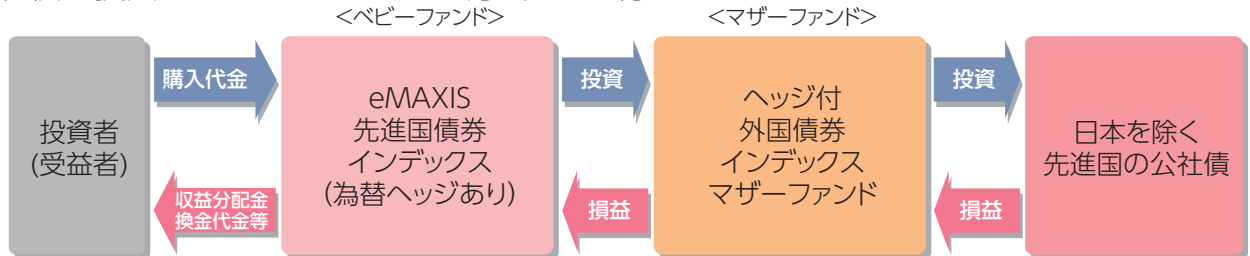 <ベビーファンド>
<マザーファンド>
投資者
(受益者)
購入代金
収益分配金
換金代金等
eMAXIS
先進国債券
インデックス
(為替ヘッジあり)
投資
損益
ヘッジ付
外国債券
インデックス
マザーファンド
投資
損益
日本を除く
先進国の公社債